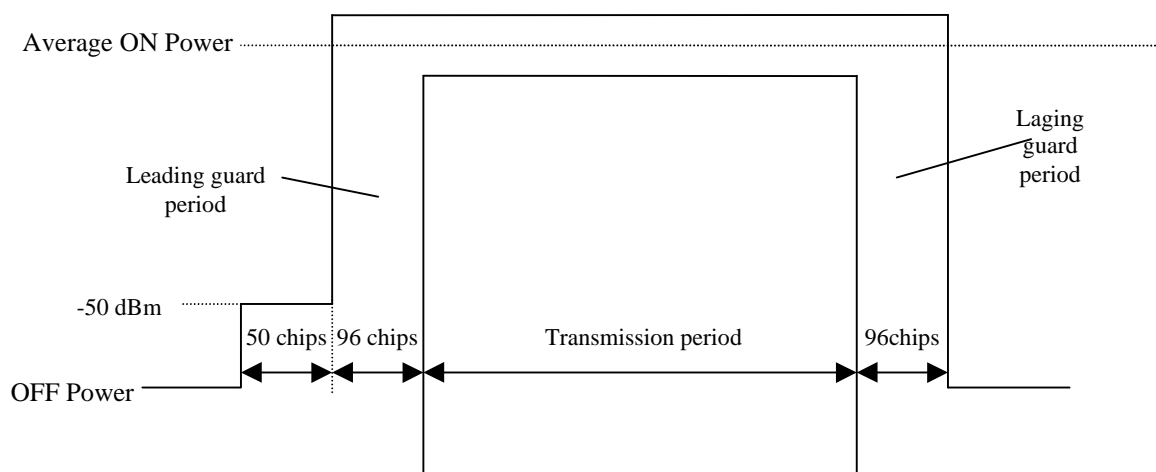 Average ON Power
Laging
guard
period
Leading guard
period
-50 dBm
50 chips
96 chips
Transmission period
96chips
OFF Power